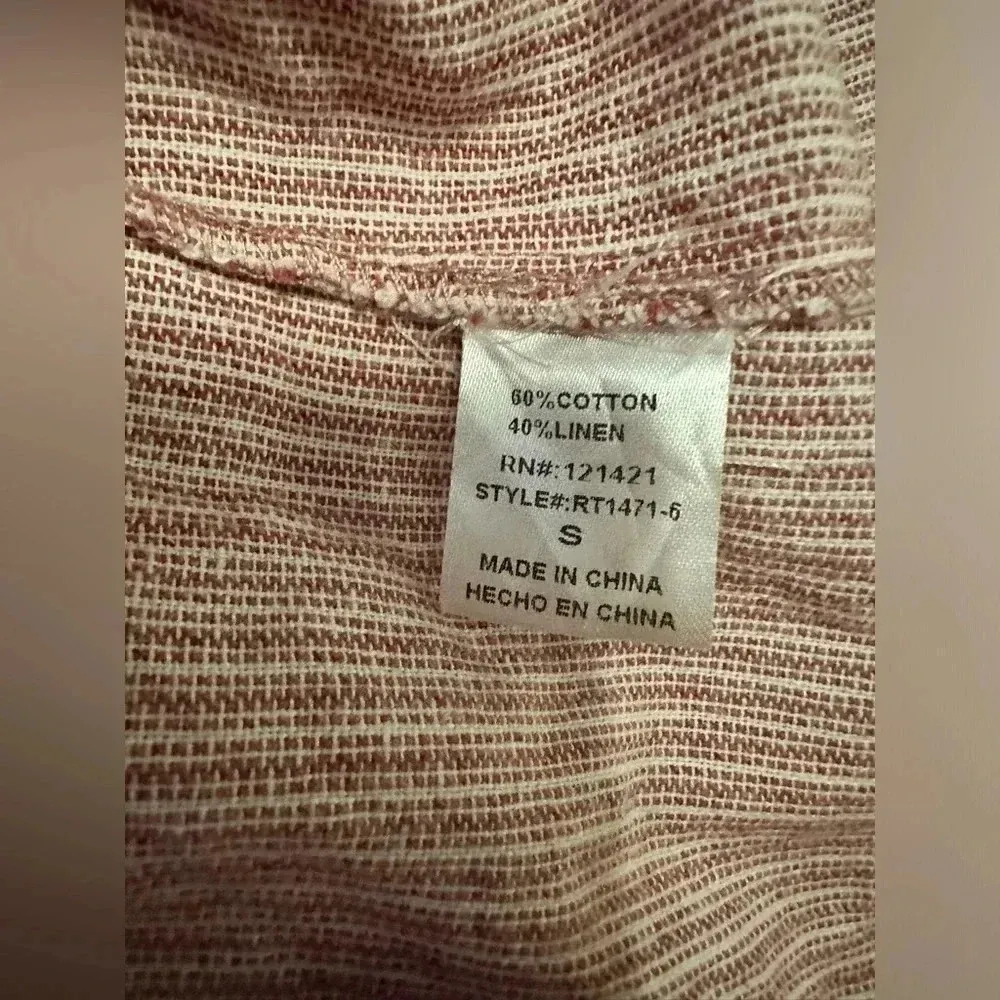 60%COTTON
40%LINEN
RN#:121421
STYLE#:RT1471-6
S
MADE IN CHINA
HECHO EN CHINA